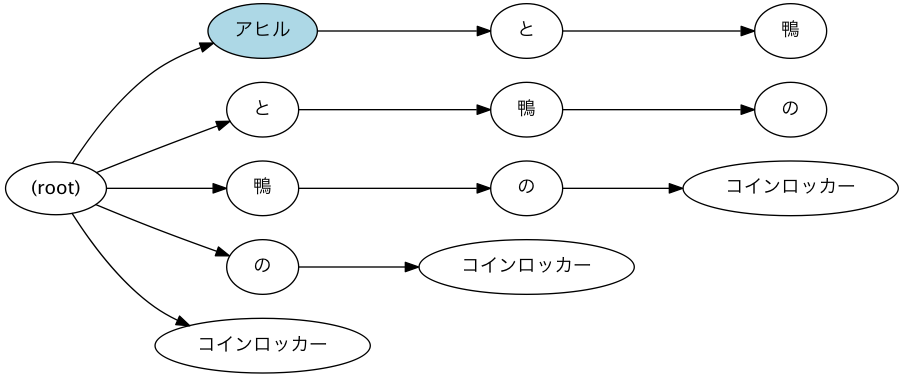 アヒル と 鴨
と 鴨 の
(root) 鴨 の コインロッカー
の コインロッカー
コインロッカー